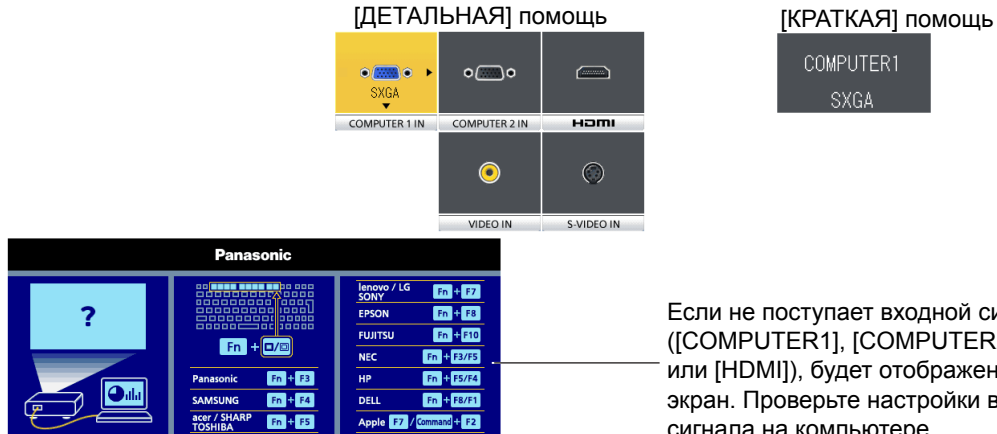 [ДЕТАЛЬНАЯ] помощь
[КРАТКАЯ] помощь
SXGA
COMPUTER 1 IN
COMPUTER 2 IN
HDMI
VIDEO IN
S-VIDEO IN
COMPUTER1
SXGA
Panasonic
?
Fn +
Panasonic Fn + F3
SAMSUNG Fn + F4
acer / SHARP
TOSHIBA Fn + F5
lenovo / LG
SONY Fn + F7
EPSON Fn + F8
FUJITSU Fn + F10
NEC Fn + F3/F5
HP Fn + F5/F4
DELL Fn + F8/F1
Apple F7 / Command + F2
Если не поступает входной
([COMPUTER1], [COMPUTER
или [HDMI]), будет отображен
экран. Проверьте настройки
сигнала на компьютере